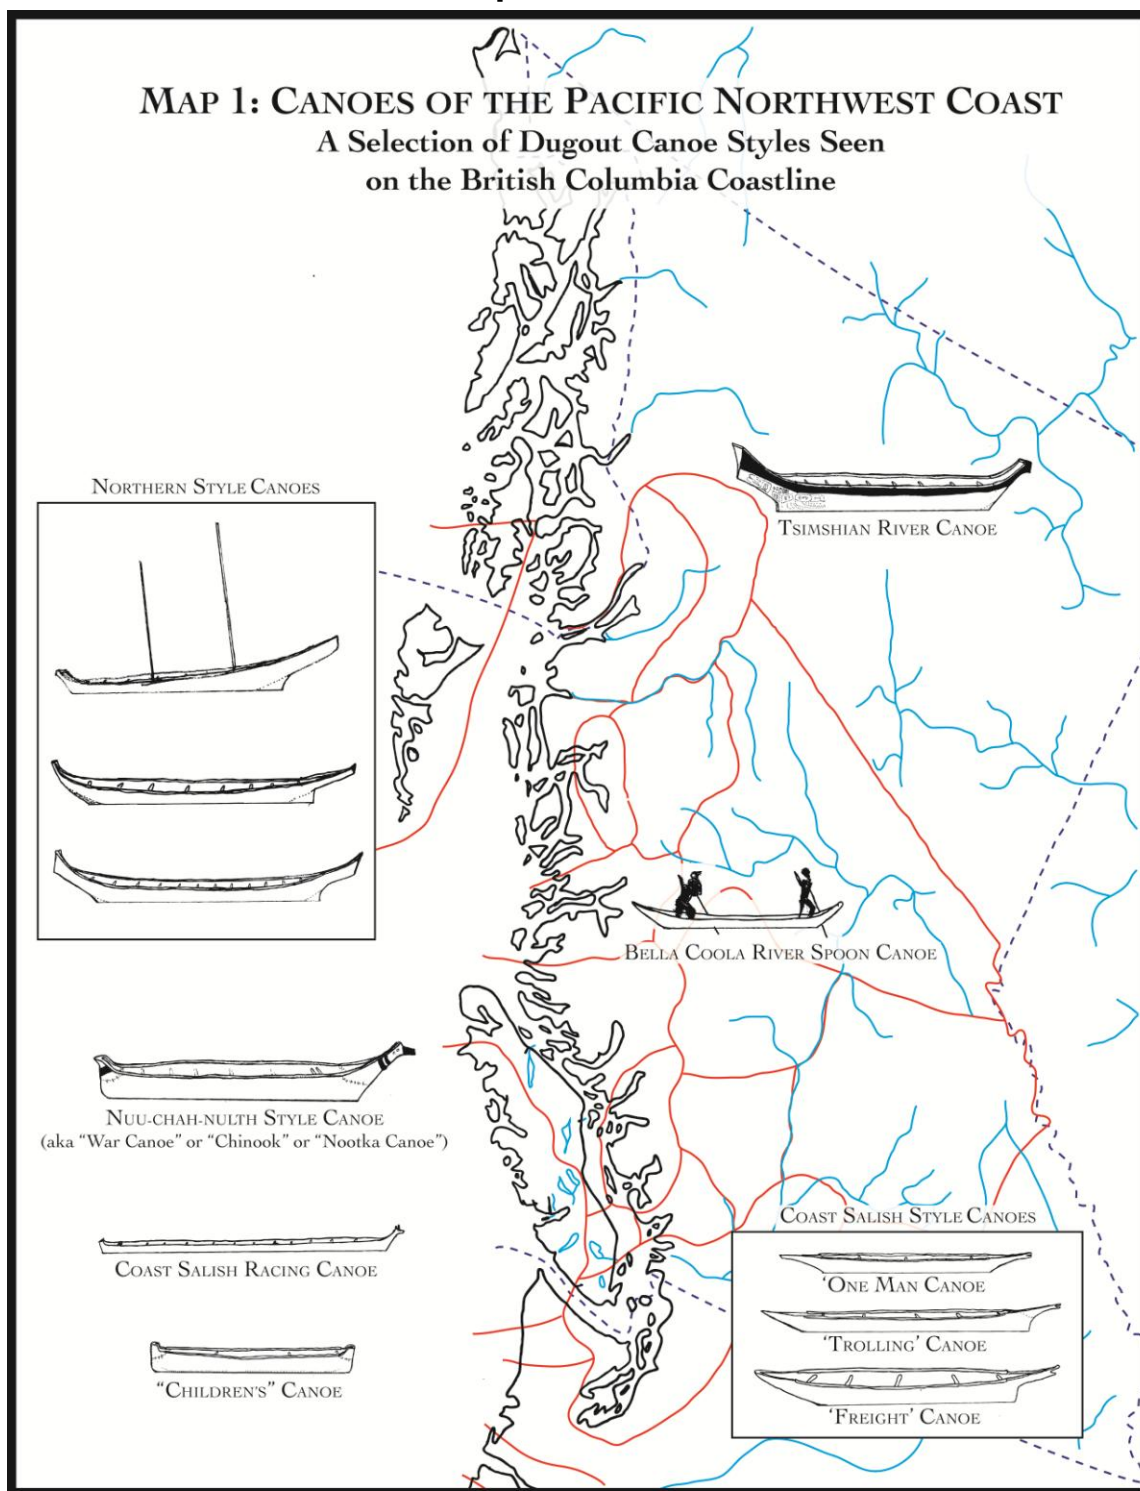 MAP 1: CANOES OF THE PACIFIC NORTHWEST COAST
A Selection of Dugout Canoe Styles Seen
on the British Columbia Coastline
NORTHERN STYLE CANOES
TSIMSHIAN RIVER CANOE
BELLA COOLA RIVER SPOON CANOE
NUU-CHAH-NULTH STYLE CANOE
(aka “War Canoe” or “Chinook” or “Nootka Canoe”)
COAST SALISH RACING CANOE
“CHILDREN'S” CANOE
COAST SALISH STYLE CANOES
‘ONE MAN CANOE
‘TROLLING’ CANOE
‘FREIGHT’ CANOE